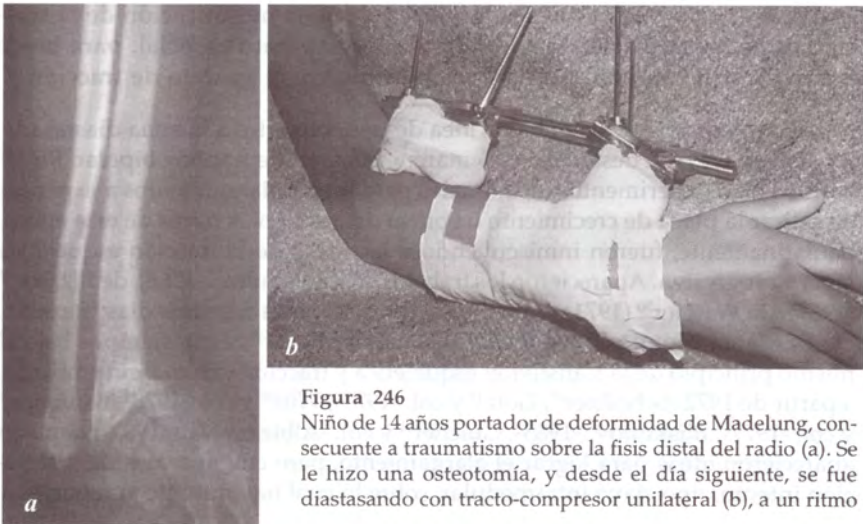 a
b
Figura 246
Niño de 14 años portador de deformidad de Madelung, con-
secuente a traumatismo sobre la fisis distal del radio (a). Se
le hizo una osteotomía, y desde el día siguiente, se fue
diastasando con tracto-compresor unilateral (b), a un ritmo